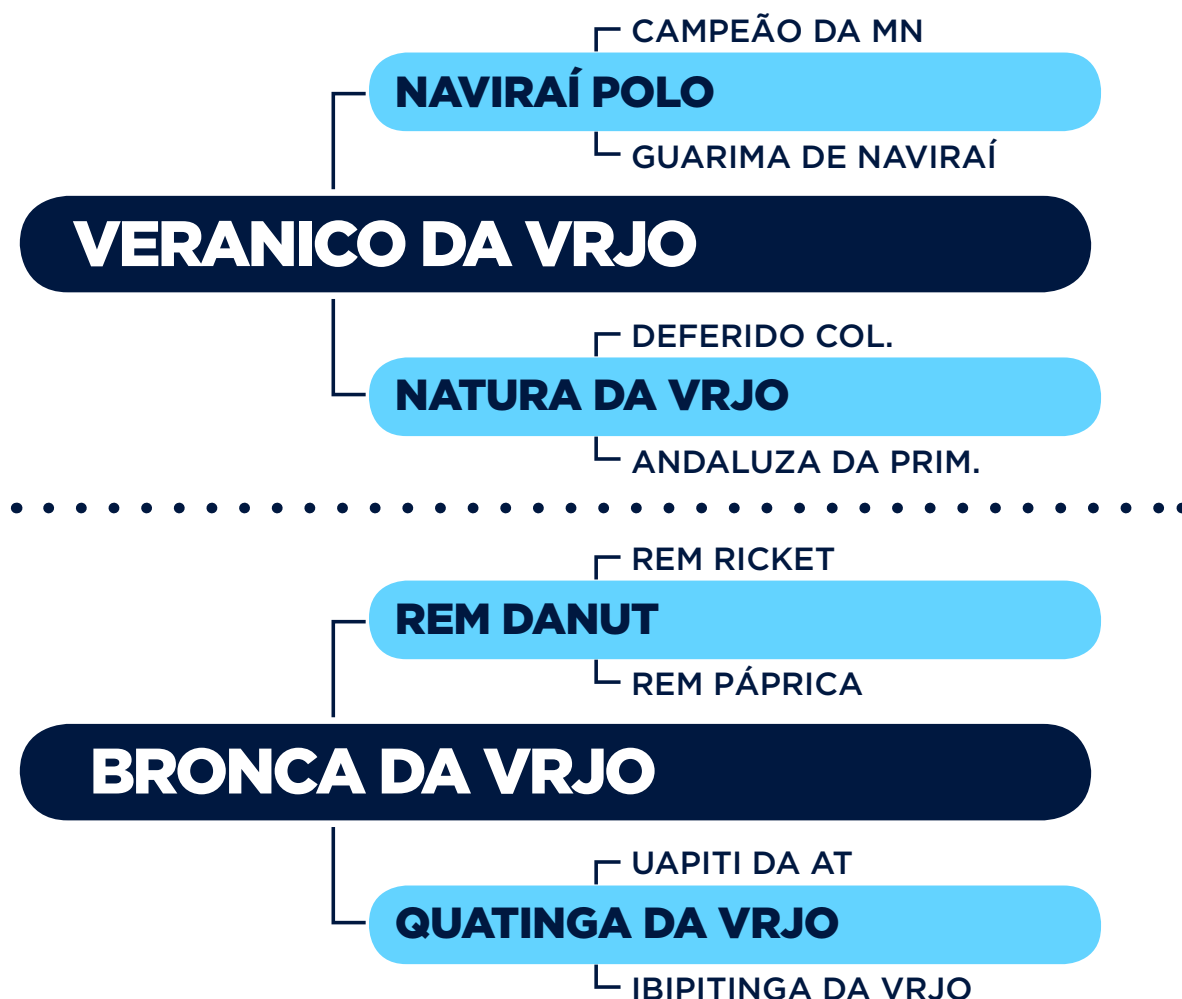 CAMPEÃO DA MN
NAVIRAÍ POLO
GUARIMA DE NAVIRAÍ
VERANICO DA VRJO
DEFERIDO COL.
NATURA DA VRJO
ANDALUZA DA PRIM.
REM RICKET
REM DANUT
REM PÁPRICA
BRONCA DA VRJO
UAPITI DA AT
QUATINGA DA VRJO
IBIPITINGA DA VRJO